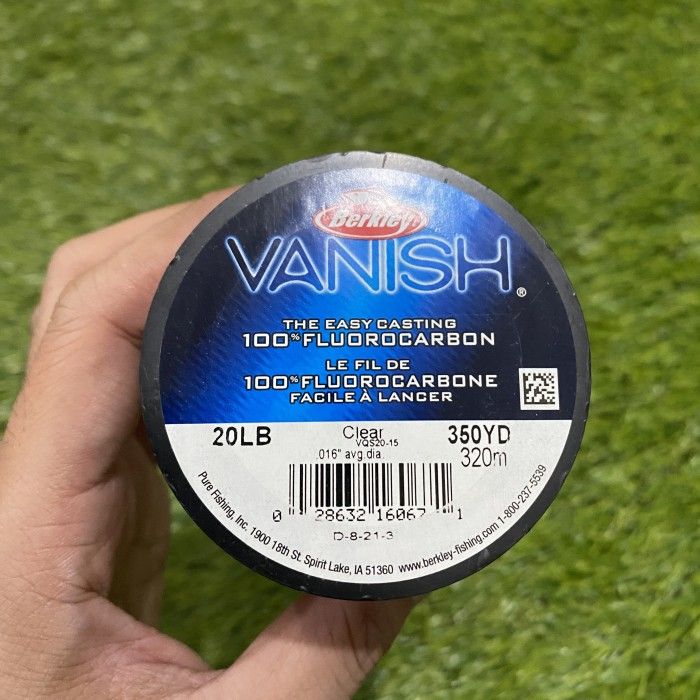 Berkley
VANISH®
THE EASY CASTING
100% FLUOROCARBON
LE FIL DE
100% FLUOROCARBONE
FACILE À LANCER
20LB
Clear
350YD
VQS20-15
.016" avg.dia
320m
0 28632 16067 1
D-8-21-3
Pure Fishing, Inc. 1900 18th St. Spirit Lake, IA 51360 www.berkley-fishing.com 1-800-237-5539